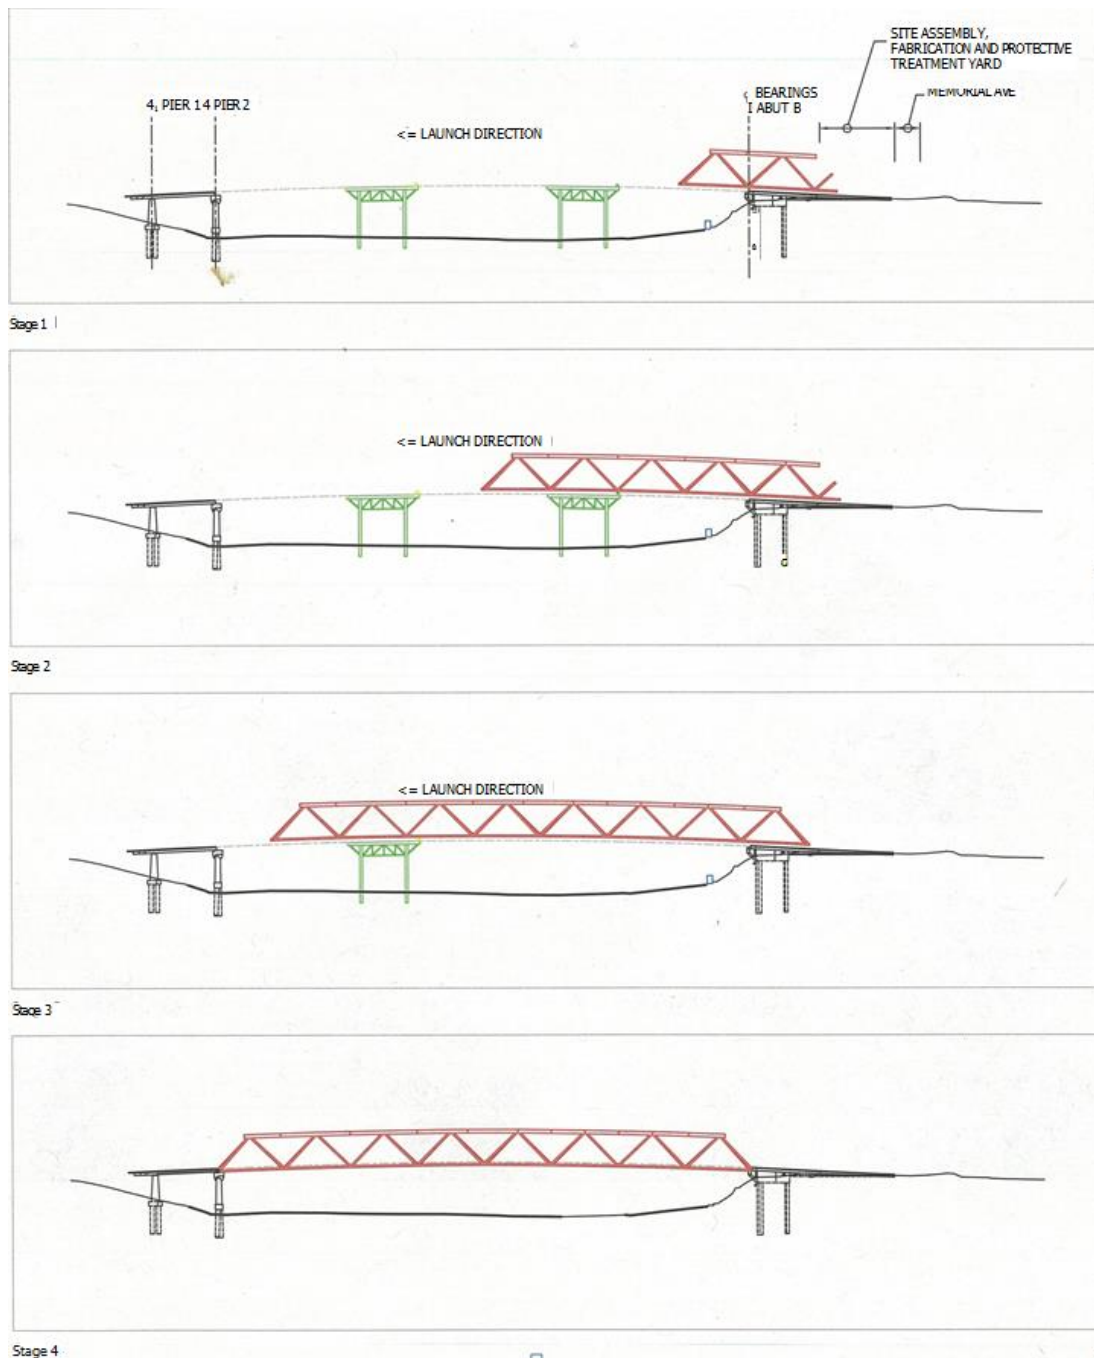 SITE ASSEMBLY,
FABRICATION AND PROTECTIVE
TREATMENT YARD
MEMORIAL AVE
BEARINGS
ABUT B
4, PIER 1 4 PIER 2
<= LAUNCH DIRECTION
Stage 1
<= LAUNCH DIRECTION
Stage 2
<= LAUNCH DIRECTION
Stage 3
Stage 4